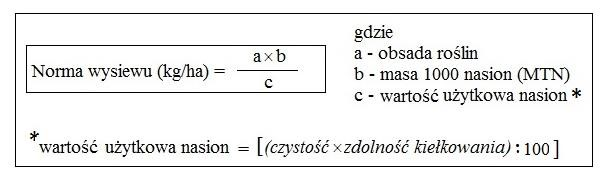 gdzie
a - obsada roślin
b - masa 1000 nasion (MTN)
c - wartość użytkowa nasion *
Norma wysiewu (kg/ha) = a×b
c
*wartość użytkowa nasion = [(czystość×zdolność kiełkowania) : 100]